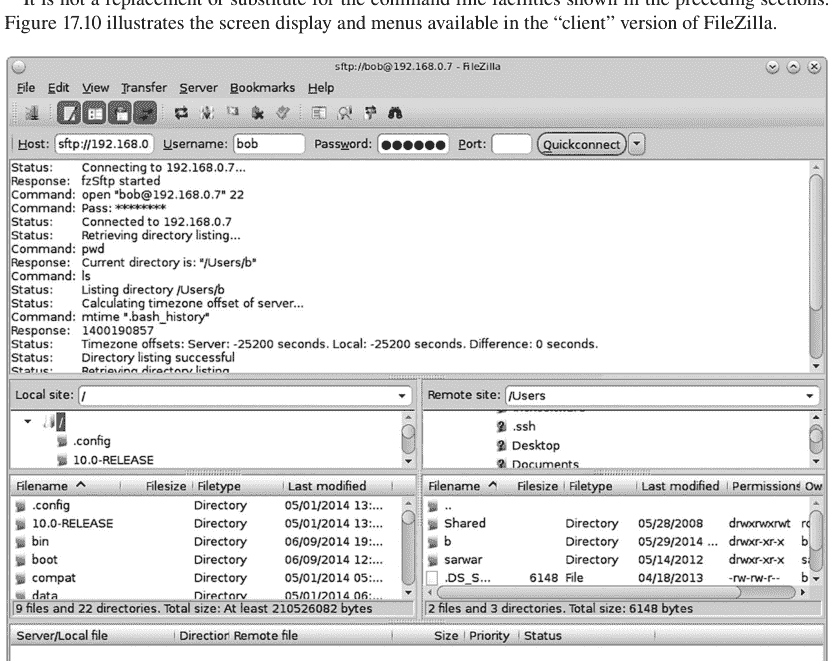 It is not a replacement or substitute for the command line facilities shown in the preceding sections.
Figure 17.10 illustrates the screen display and menus available in the “client” version of FileZilla.
sftp://bob@192.168.0.7 - FileZilla
File Edit View Transfer Server Bookmarks Help
Host: sftp://192.168.0 Username: bob Password: ●●●●●● Port: Quickconnect
Status: Connecting to 192.168.0.7...
Response: fzSftp started
Command: open "bob@192.168.0.7" 22
Command: Pass: ********
Status: Connected to 192.168.0.7
Status: Retrieving directory listing...
Command: pwd
Response: Current directory is: "/Users/b"
Command: ls
Status: Listing directory /Users/b
Status: Calculating timezone offset of server...
Command: mtime ".bash_history"
Response: 1400190857
Status: Timezone offsets: Server: -25200 seconds. Local: -25200 seconds. Difference: 0 seconds.
Status: Directory listing successful
Status: Retrieving directory listing
Local site: /
/
.config
10.0-RELEASE
Filename Filesize Filetype Last modified
.config Directory 05/01/2014 13:...
10.0-RELEASE Directory 05/01/2014 13:...
bin Directory 06/09/2014 19:...
boot Directory 06/09/2014 12:...
compat Directory 05/01/2014 05:...
data Directory 05/01/2014 06:...
9 files and 22 directories. Total size: At least 210526082 bytes
Remote site: /Users
.ssh
Desktop
Documents
Filename Filesize Filetype Last modified Permissions Ow
..
Shared Directory 05/28/2008 drwxrwxrwt
b Directory 05/29/2014 ... drwxr-xr-x b
sarwar Directory 05/14/2012 drwxr-xr-x
.DS_S... 6148 File 04/18/2013 -rw-rw-r-- b
2 files and 3 directories. Total size: 6148 bytes
Server/Local file Direction Remote file Size Priority Status